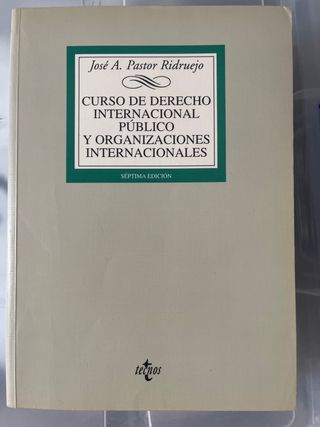 José A. Pastor Ridruejo
CURSO DE DERECHO
INTERNACIONAL
PÚBLICO
Y ORGANIZACIONES
INTERNACIONALES
SÉPTIMA EDICIÓN
tecnos